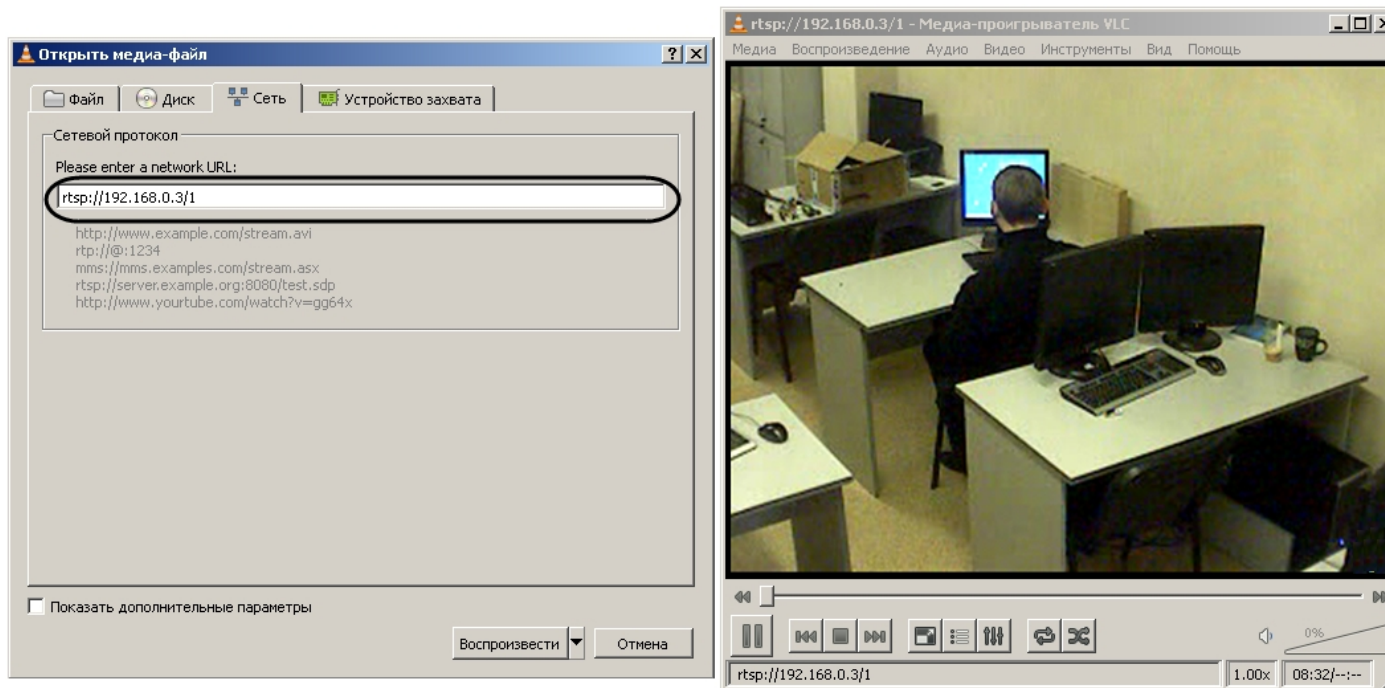 Открыть медиа-файл
Файл
Диск
Сеть
Устройство захвата
Сетевой протокол
Please enter a network URL:
rtsp://192.168.0.3/1
http://www.example.com/stream.avi
rtp://@:1234
mms://mms.examples.com/stream.asx
rtsp://server.example.org:8080/test.sdp
http://www.yourtube.com/watch?v=gg64x
Показать дополнительные параметры
Воспроизвести
Отмена
rtsp://192.168.0.3/1 - Медиа-проигрыватель VLC
Медиа Воспроизведение Аудио Видео Инструменты Вид Помощь
0%
rtsp://192.168.0.3/1
1.00x
08:32/--:--